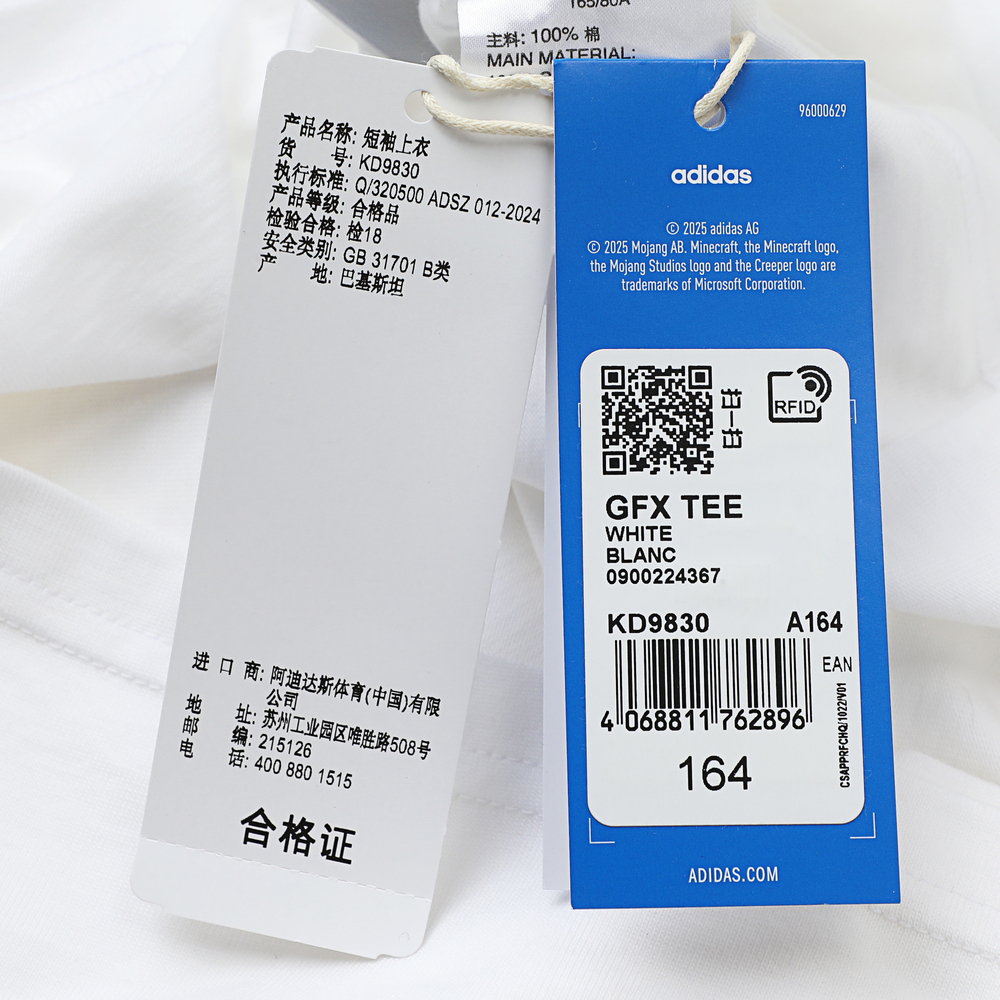 165/80A
主料: 100% 棉
MAIN MATERIAL:
产品名称: 短袖上衣
货 号: KD9830
执行标准: Q/320500 ADSZ 012-2024
产品等级: 合格品
检验合格: 检18
安全类别: GB 31701 B类
产 地: 巴基斯坦
进 口 商: 阿迪达斯体育(中国)有限
公司
地 址: 苏州工业园区唯胜路508号
邮 编: 215126
电 话: 400 880 1515
合格证
96000629
adidas
© 2025 adidas AG
© 2025 Mojang AB. Minecraft, the Minecraft logo,
the Mojang Studios logo and the Creeper logo are
trademarks of Microsoft Corporation.
扫一扫
RFID
GFX TEE
WHITE
BLANC
0900224367
KD9830 A164
EAN
4 068811 762896
CSAPPRFCHQ/1022/V01
164
ADIDAS.COM